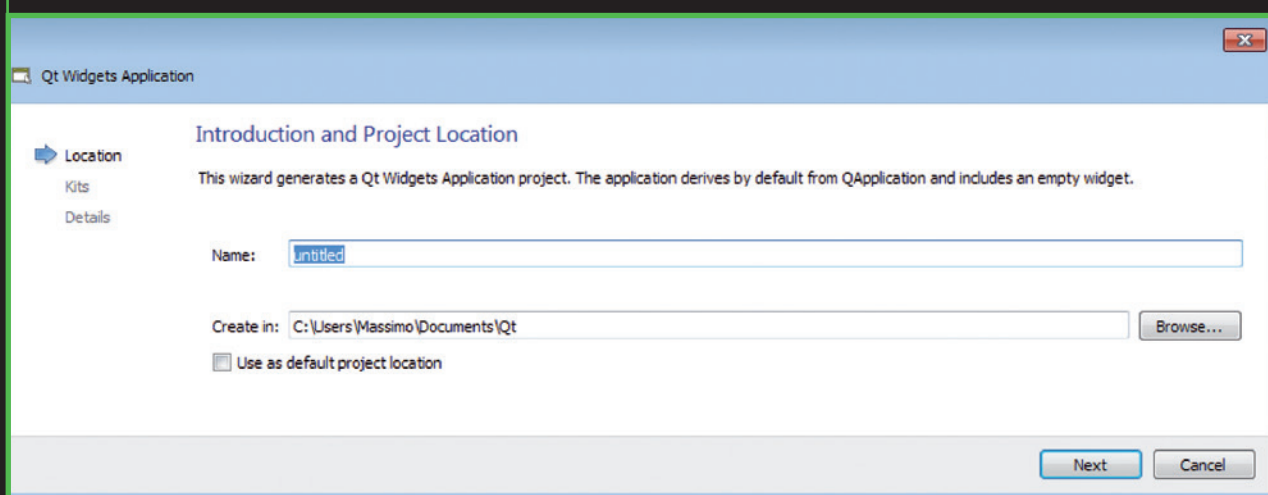 Qt Widgets Application
Location
Kits
Details
Introduction and Project Location
This wizard generates a Qt Widgets Application project. The application derives by default from QApplication and includes an empty widget.
Name: untitled
Create in: C:\Users\Massimo\Documents\Qt Browse...
Use as default project location
Next Cancel